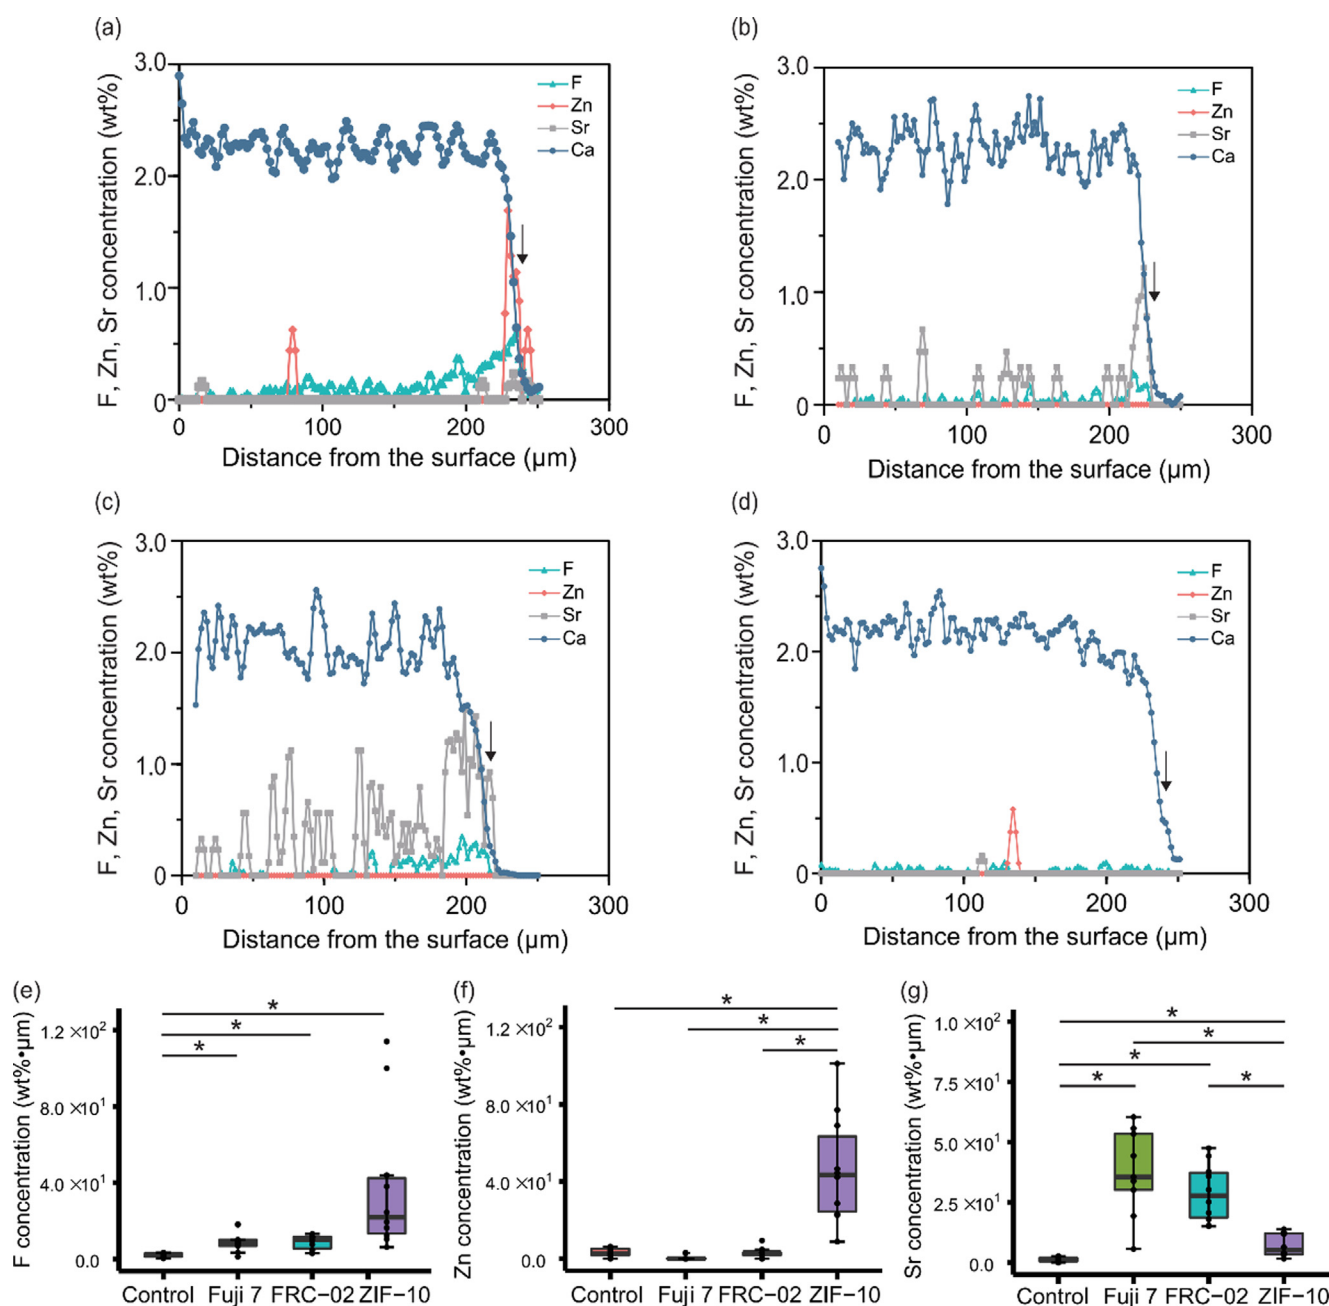 (a)
F, Zn, Sr concentration (wt%)
3.0
2.0
1.0
0
F
Zn
Sr
Ca
0 100 200 300
Distance from the surface (µm)
(b)
F, Zn, Sr concentration (wt%)
3.0
2.0
1.0
0
F
Zn
Sr
Ca
0 100 200 300
Distance from the surface (µm)
(c)
F, Zn, Sr concentration (wt%)
3.0
2.0
1.0
0
F
Zn
Sr
Ca
0 100 200 300
Distance from the surface (µm)
(d)
F, Zn, Sr concentration (wt%)
3.0
2.0
1.0
0
F
Zn
Sr
Ca
0 100 200 300
Distance from the surface (µm)
(e)
F concentration (wt%•µm)
1.2 ×10²
8.0 ×10¹
4.0 ×10¹
0.0
*
*
*
Control Fuji 7 FRC−02 ZIF−10
(f)
Zn concentration (wt%•µm)
1.2 ×10²
8.0 ×10¹
4.0 ×10¹
0.0
*
*
*
Control Fuji 7 FRC−02 ZIF−10
(g)
Sr concentration (wt%•µm)
1.0 ×10²
7.5 ×10¹
5.0 ×10¹
2.5 ×10¹
0.0
*
*
*
* *
Control Fuji 7 FRC−02 ZIF−10